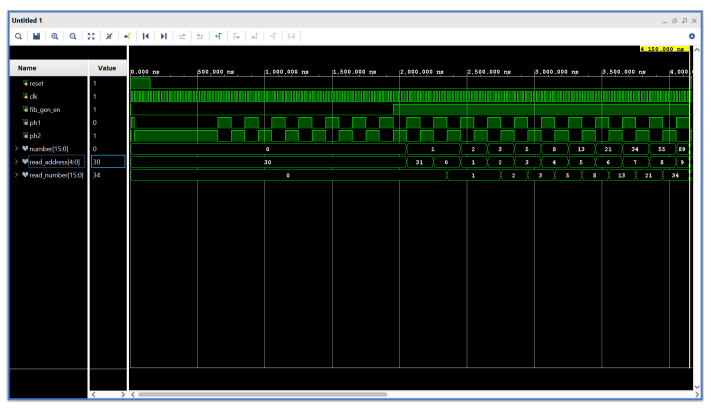 Untitled 1
4,150.000 ns
Name Value
0.000 ns 500.000 ns 1,000.000 ns 1,500.000 ns 2,000.000 ns 2,500.000 ns 3,000.000 ns 3,500.000 ns 4,000.
reset 1
clk 1
fib_gen_en 1
ph1 0
ph2 1
number[15:0] 0 0 1 2 3 5 8 13 21 34 55 89
read_address[4:0] 30 30 31 0 1 2 3 4 5 6 7 8 9
read_number[15:0] 34 0 1 2 3 5 8 13 21 34